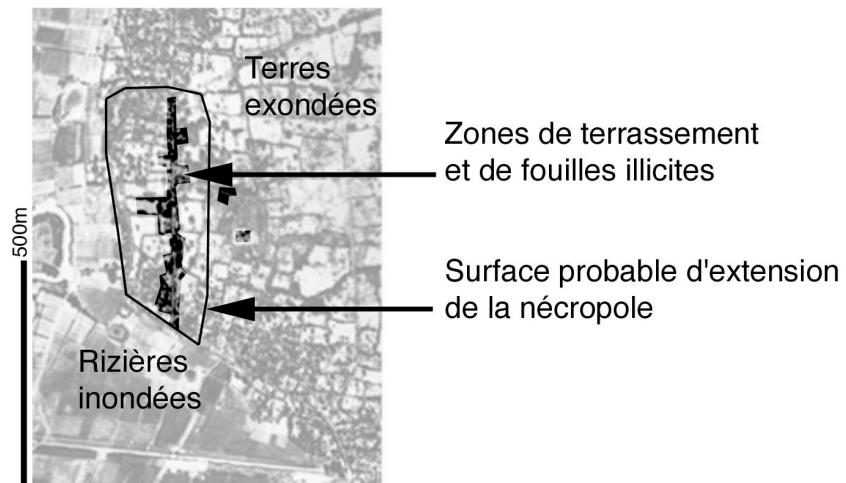 Terres
exondées
Zones de terrassement
et de fouilles illicites
500m
Surface probable d'extension
de la nécropole
Rizières
inondées